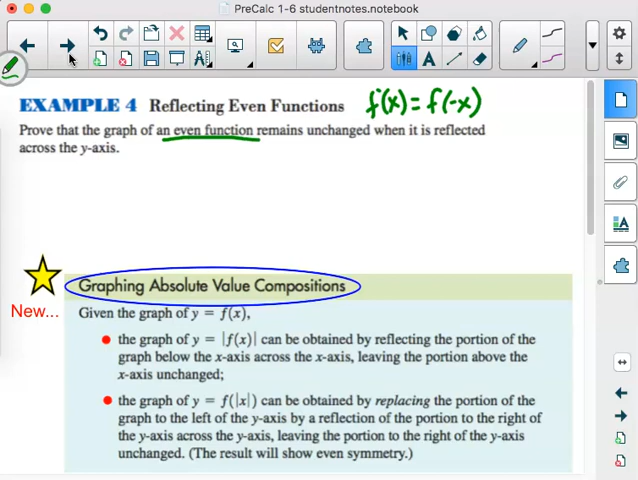 PreCalc 1-6 studentnotes.notebook
EXAMPLE 4 Reflecting Even Functions f(x) = f(-x)
Prove that the graph of an even function remains unchanged when it is reflected
across the y-axis.
Graphing Absolute Value Compositions
New...
Given the graph of y = f(x),
• the graph of y = |f(x)| can be obtained by reflecting the portion of the
graph below the x-axis across the x-axis, leaving the portion above the
x-axis unchanged;
• the graph of y = f(|x|) can be obtained by replacing the portion of the
graph to the left of the y-axis by a reflection of the portion to the right of
the y-axis across the y-axis, leaving the portion to the right of the y-axis
unchanged. (The result will show even symmetry.)